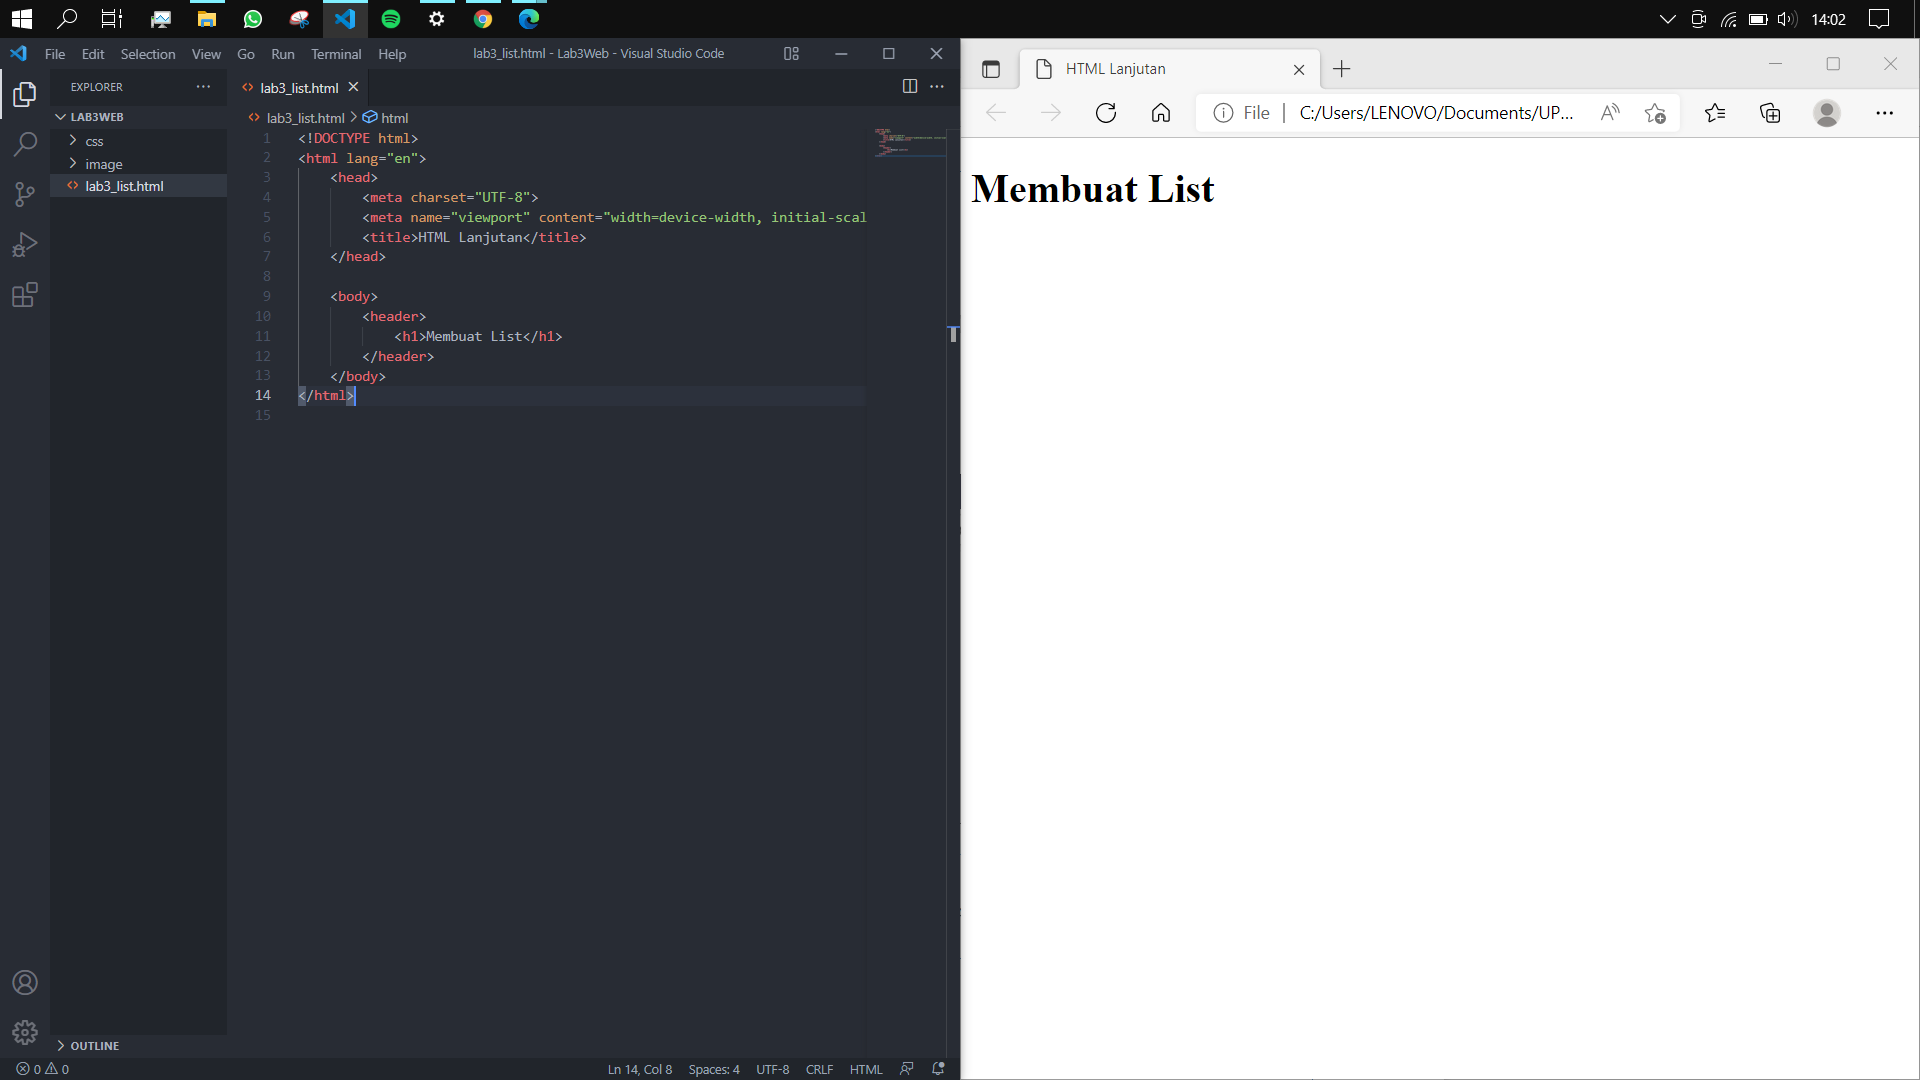 14:02
File Edit Selection View Go Run Terminal Help
lab3_list.html - Lab3Web - Visual Studio Code
EXPLORER
LAB3WEB
css
image
lab3_list.html
lab3_list.html
lab3_list.html > html
1 <!DOCTYPE html>
2 <html lang="en">
3 <head>
4 <meta charset="UTF-8">
5 <meta name="viewport" content="width=device-width, initial-scal
6 <title>HTML Lanjutan</title>
7 </head>
8
9 <body>
10 <header>
11 <h1>Membuat List</h1>
12 </header>
13 </body>
14 </html>
15
OUTLINE
0 0
Ln 14, Col 8 Spaces: 4 UTF-8 CRLF HTML
HTML Lanjutan
File | C:/Users/LENOVO/Documents/UP...
Membuat List